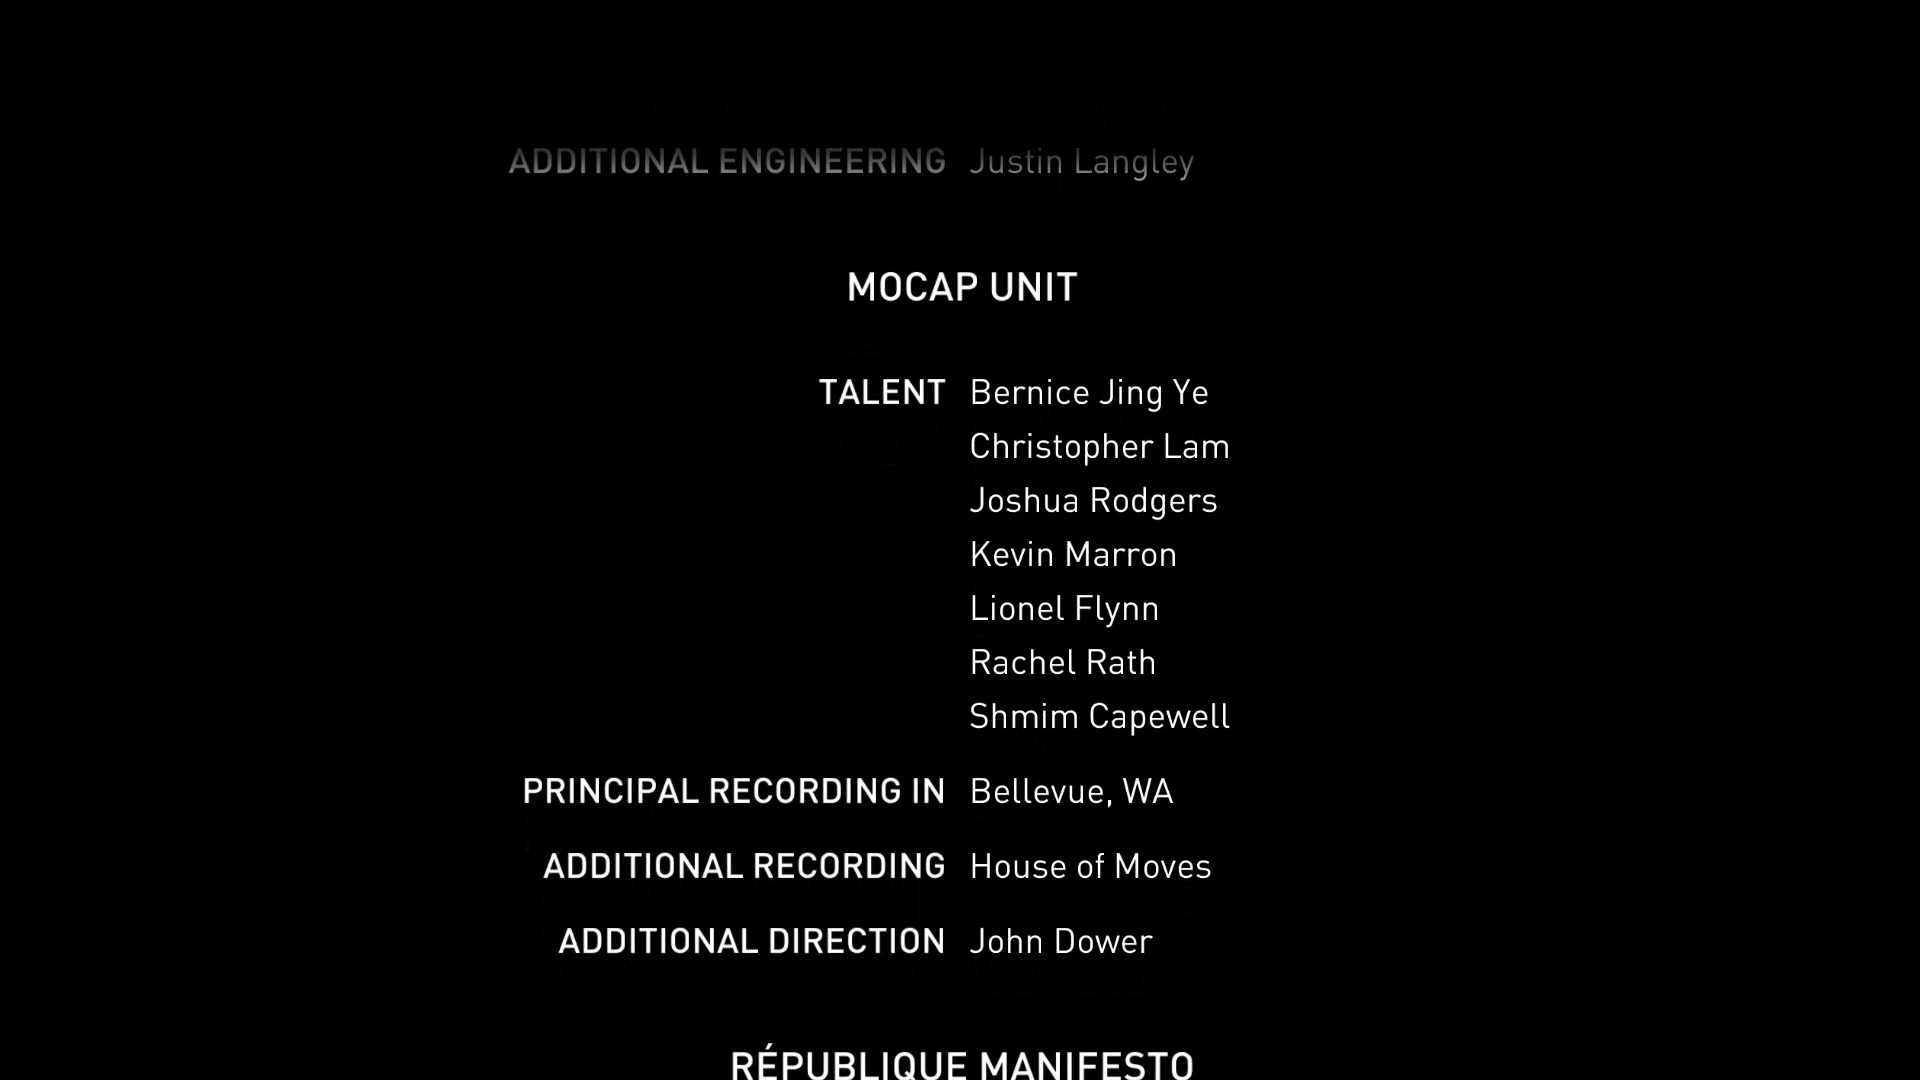 ADDITIONAL ENGINEERING Justin Langley
MOCAP UNIT
TALENT Bernice Jing Ye
Christopher Lam
Joshua Rodgers
Kevin Marron
Lionel Flynn
Rachel Rath
Shmim Capewell
PRINCIPAL RECORDING IN Bellevue, WA
ADDITIONAL RECORDING House of Moves
ADDITIONAL DIRECTION John Dower
RÉPUBLIQUE MANIFESTO